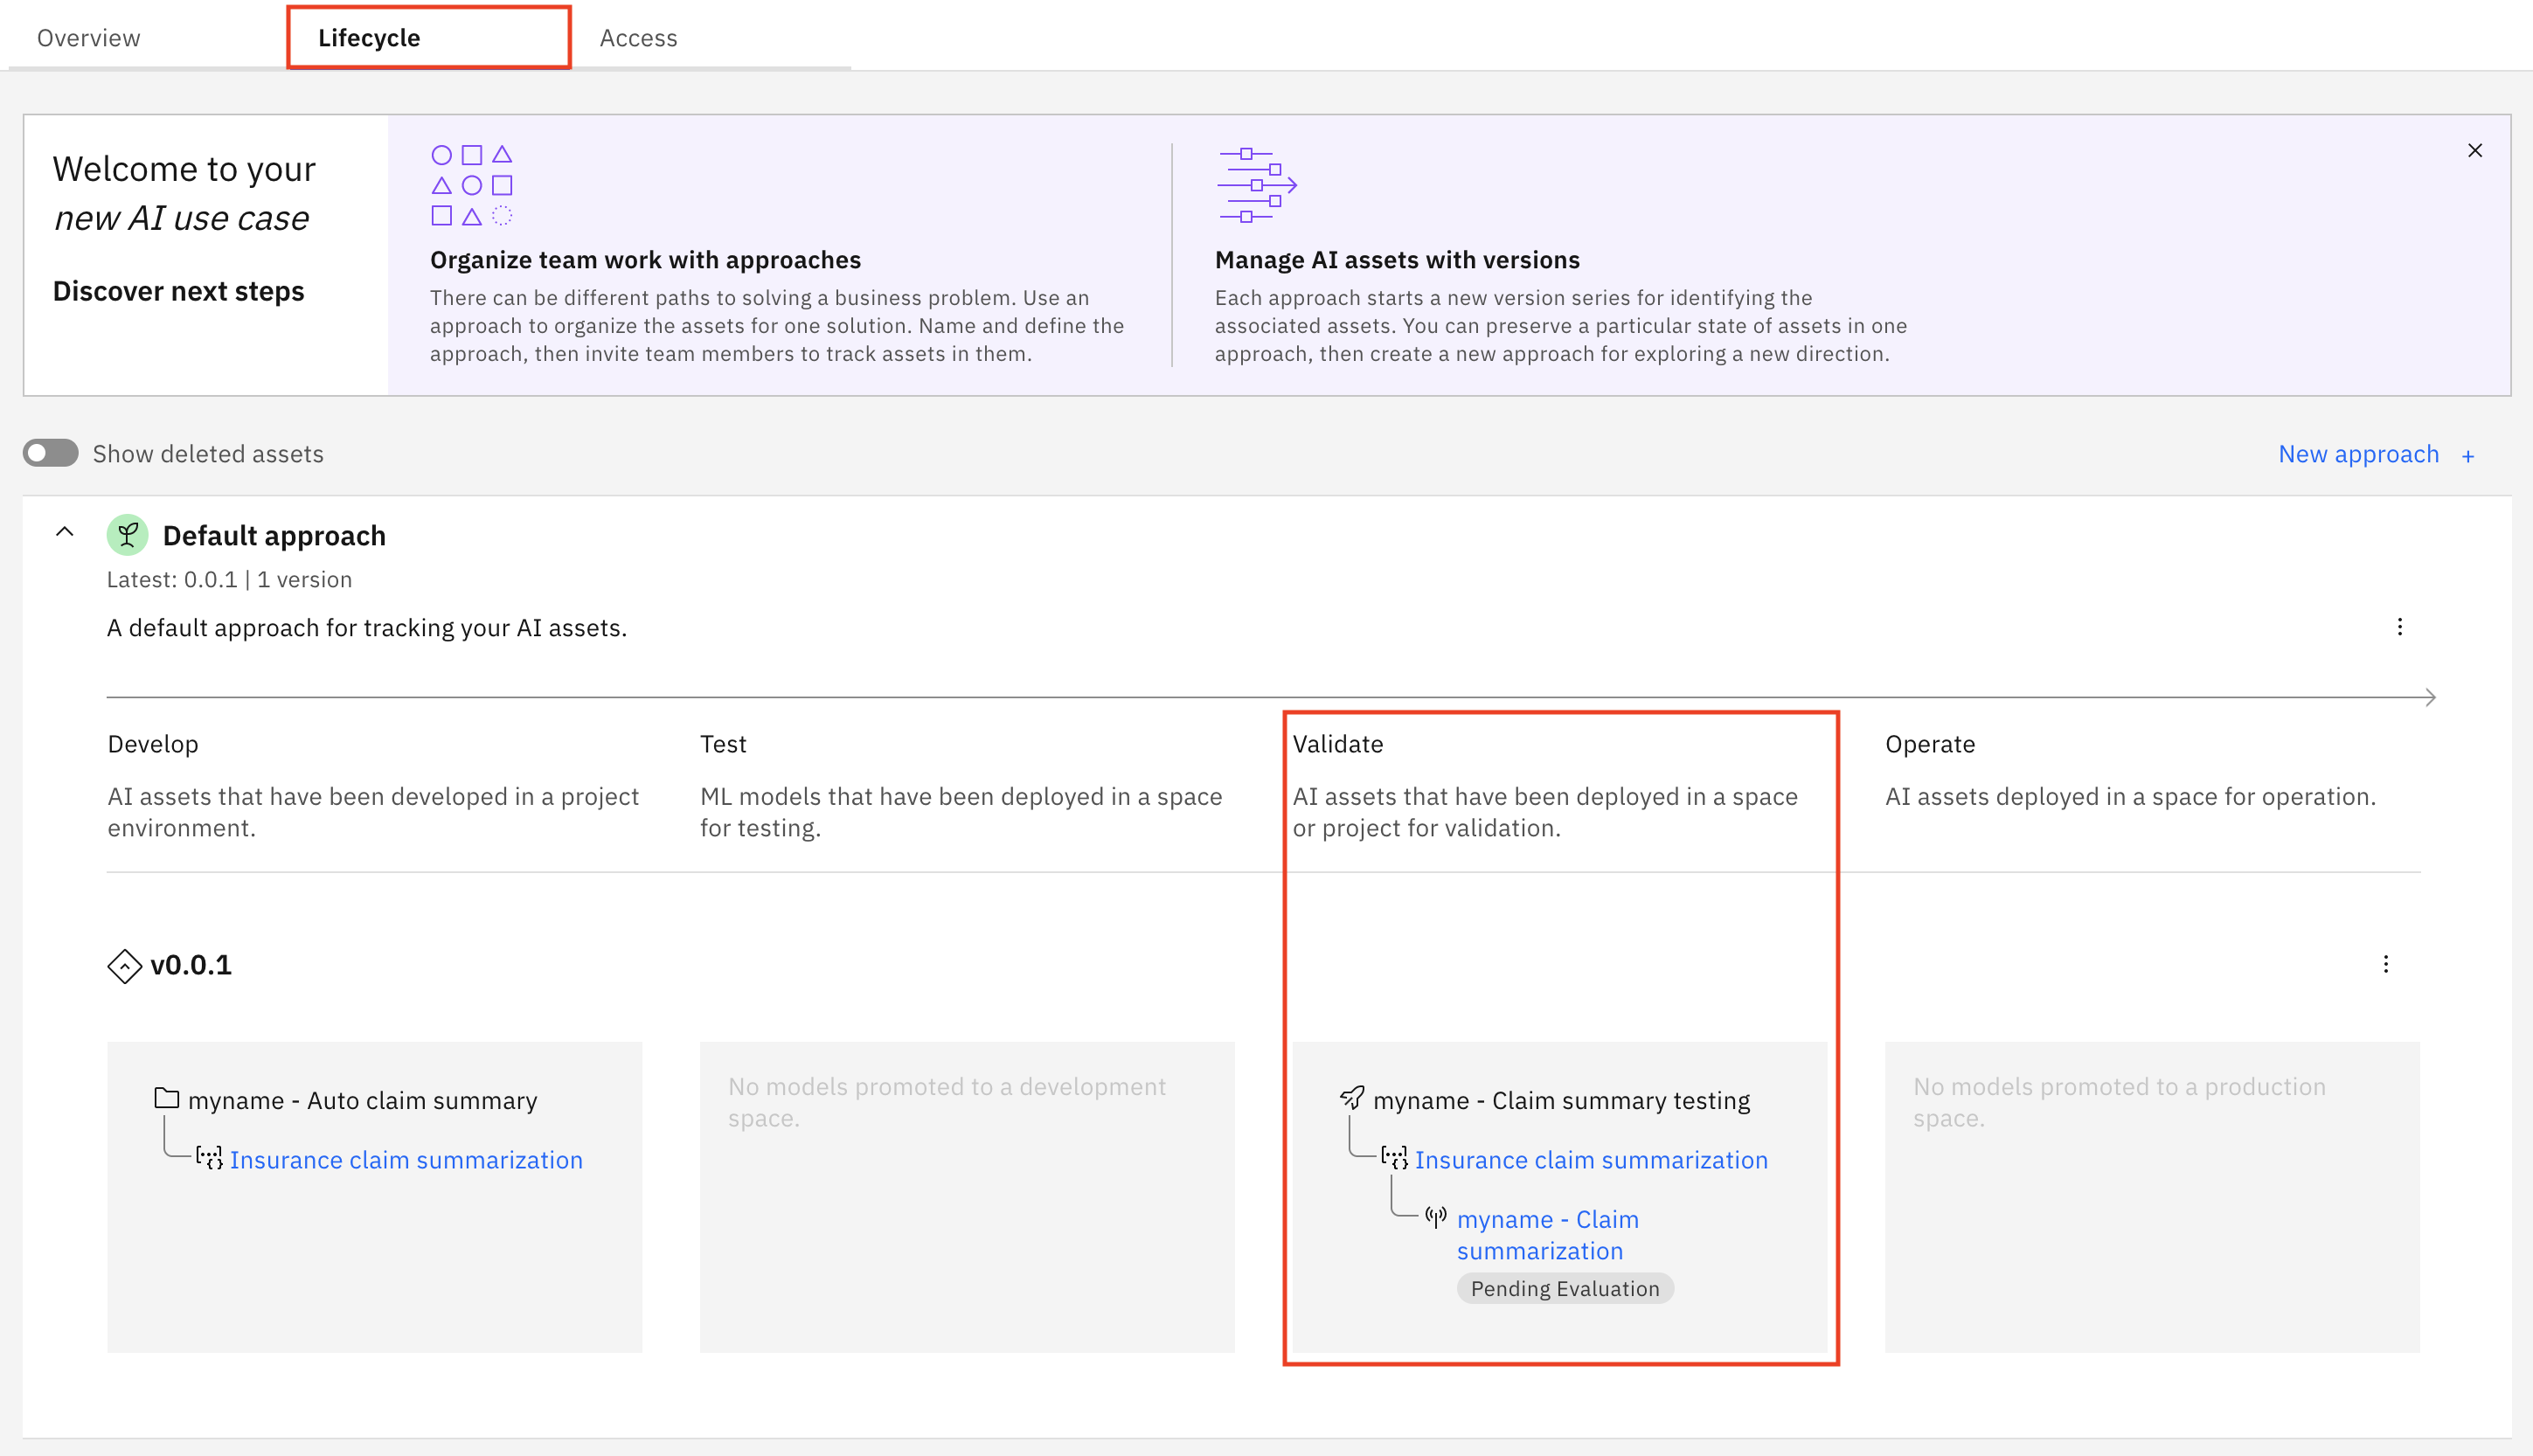 Overview
Lifecycle
Access
Welcome to your
new AI use case
Discover next steps
Organize team work with approaches
There can be different paths to solving a business problem. Use an
approach to organize the assets for one solution. Name and define the
approach, then invite team members to track assets in them.
Manage AI assets with versions
Each approach starts a new version series for identifying the
associated assets. You can preserve a particular state of assets in one
approach, then create a new approach for exploring a new direction.
Show deleted assets
New approach +
Default approach
Latest: 0.0.1 | 1 version
A default approach for tracking your AI assets.
Develop
AI assets that have been developed in a project
environment.
Test
ML models that have been deployed in a space
for testing.
Validate
AI assets that have been deployed in a space
or project for validation.
Operate
AI assets deployed in a space for operation.
v0.0.1
myname - Auto claim summary
Insurance claim summarization
No models promoted to a development
space.
myname - Claim summary testing
Insurance claim summarization
myname - Claim
summarization
Pending Evaluation
No models promoted to a production
space.